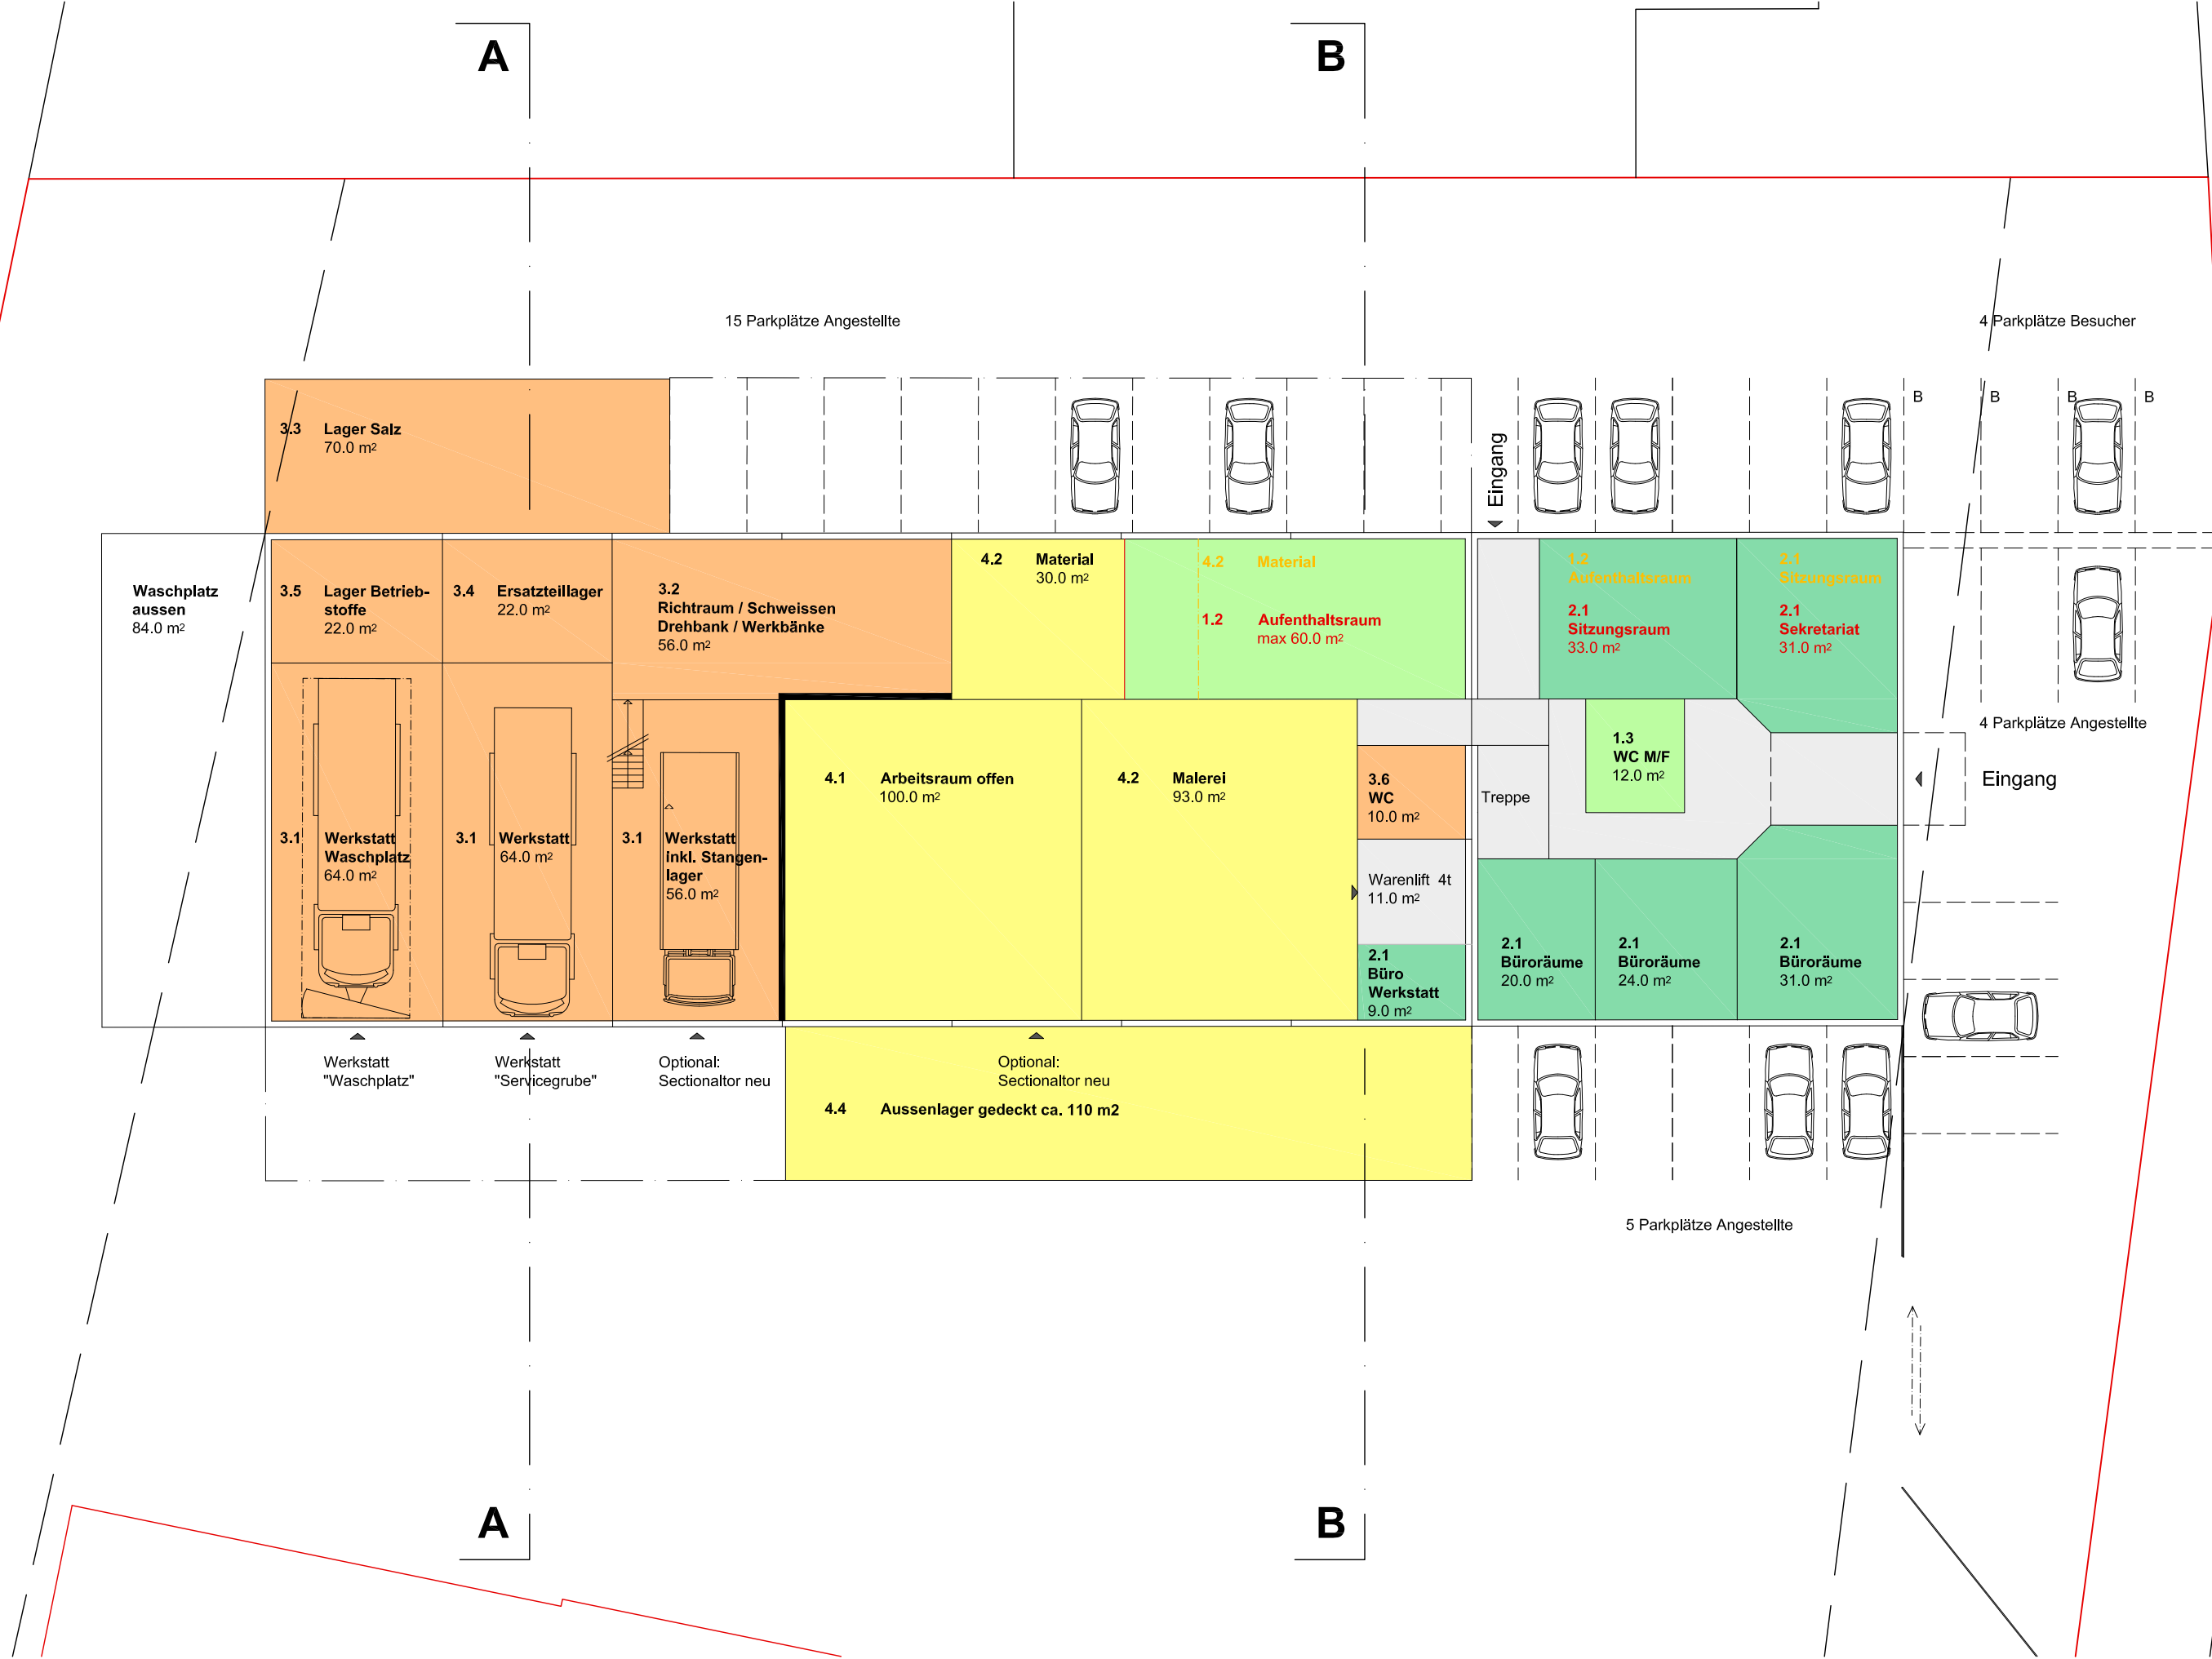 A
B
15 Parkplätze Angestellte
4 Parkplätze Besucher
B
B
B
B
3.3 Lager Salz
70.0 m²
Eingang
Waschplatz
aussen
84.0 m²
3.5 Lager Betrieb-
stoffe
22.0 m²
3.4 Ersatzteillager
22.0 m²
3.2
Richtraum / Schweissen
Drehbank / Werkbänke
56.0 m²
4.2 Material
30.0 m²
4.2 Material
1.2 Aufenthaltsraum
max 60.0 m²
1.2
Aufenthaltsraum
2.1
Sitzungsraum
33.0 m²
2.1
Sitzungsraum
2.1
Sekretariat
31.0 m²
4 Parkplätze Angestellte
Eingang
3.1 Werkstatt
Waschplatz
64.0 m²
3.1 Werkstatt
64.0 m²
3.1 Werkstatt
inkl. Stangen-
lager
56.0 m²
4.1 Arbeitsraum offen
100.0 m²
4.2 Malerei
93.0 m²
3.6
WC
10.0 m²
Treppe
1.3
WC M/F
12.0 m²
Warenlift 4t
11.0 m²
2.1
Büro
Werkstatt
9.0 m²
2.1
Büroräume
20.0 m²
2.1
Büroräume
24.0 m²
2.1
Büroräume
31.0 m²
Werkstatt
"Waschplatz"
Werkstatt
"Servicegrube"
Optional:
Sectionaltor neu
Optional:
Sectionaltor neu
4.4 Aussenlager gedeckt ca. 110 m2
5 Parkplätze Angestellte
A
B